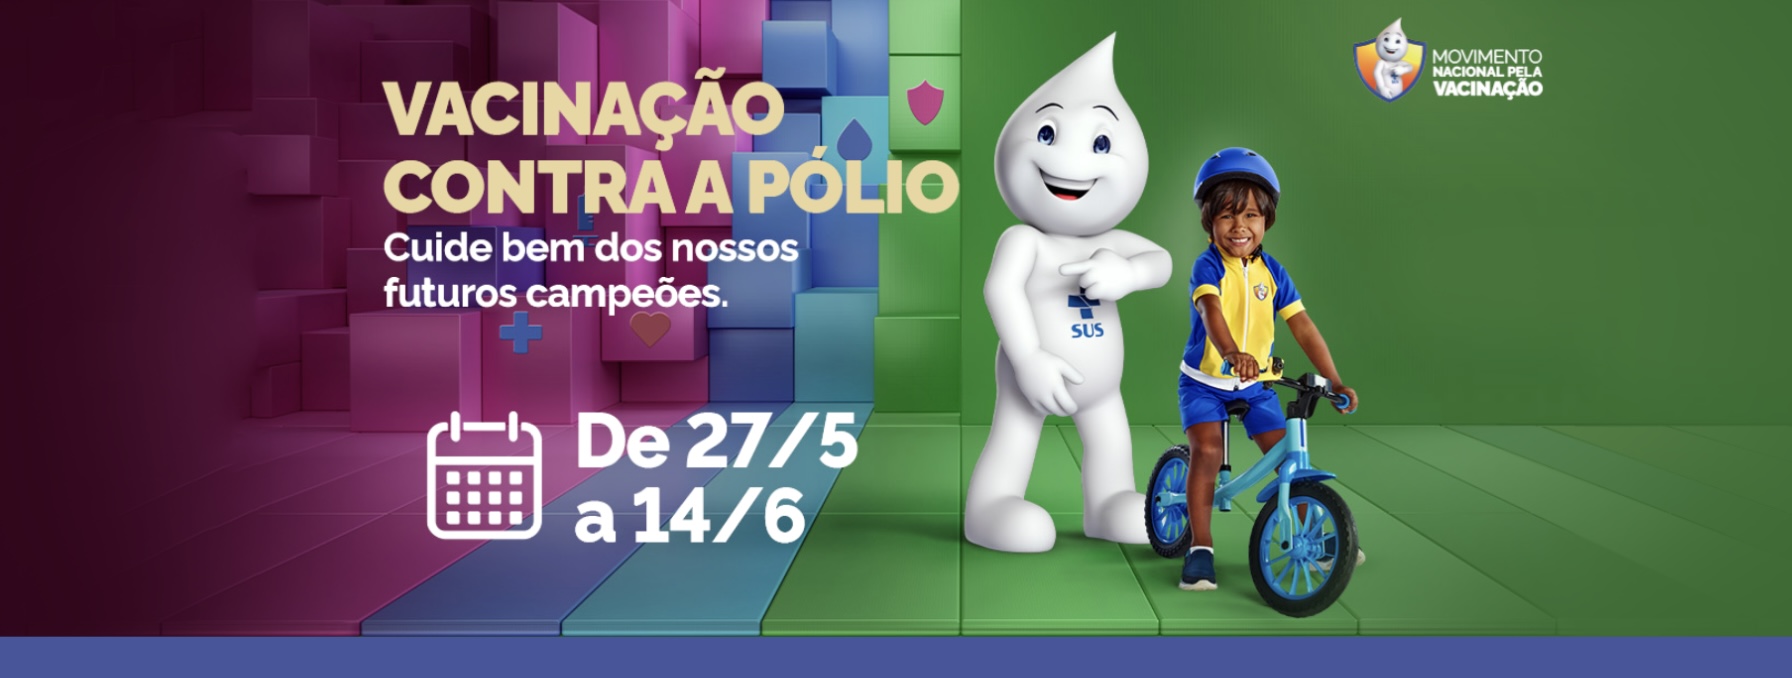 VACINAÇÃO
CONTRA A PÓLIO
Cuide bem dos nossos
futuros campeões.
De 27/5
a 14/6
SUS
MOVIMENTO
NACIONAL PELA
VACINAÇÃO